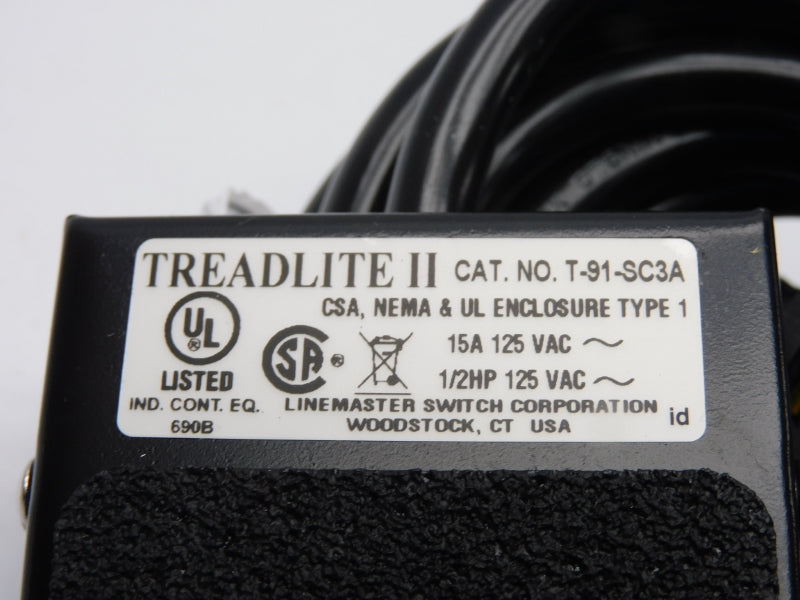 TREADLITE II CAT. NO. T-91-SC3A
CSA, NEMA & UL ENCLOSURE TYPE 1
UL ®
LISTED
SA ®
15A 125 VAC ~
1/2HP 125 VAC ~
IND. CONT. EQ.
690B
LINEMASTER SWITCH CORPORATION
WOODSTOCK, CT USA
id